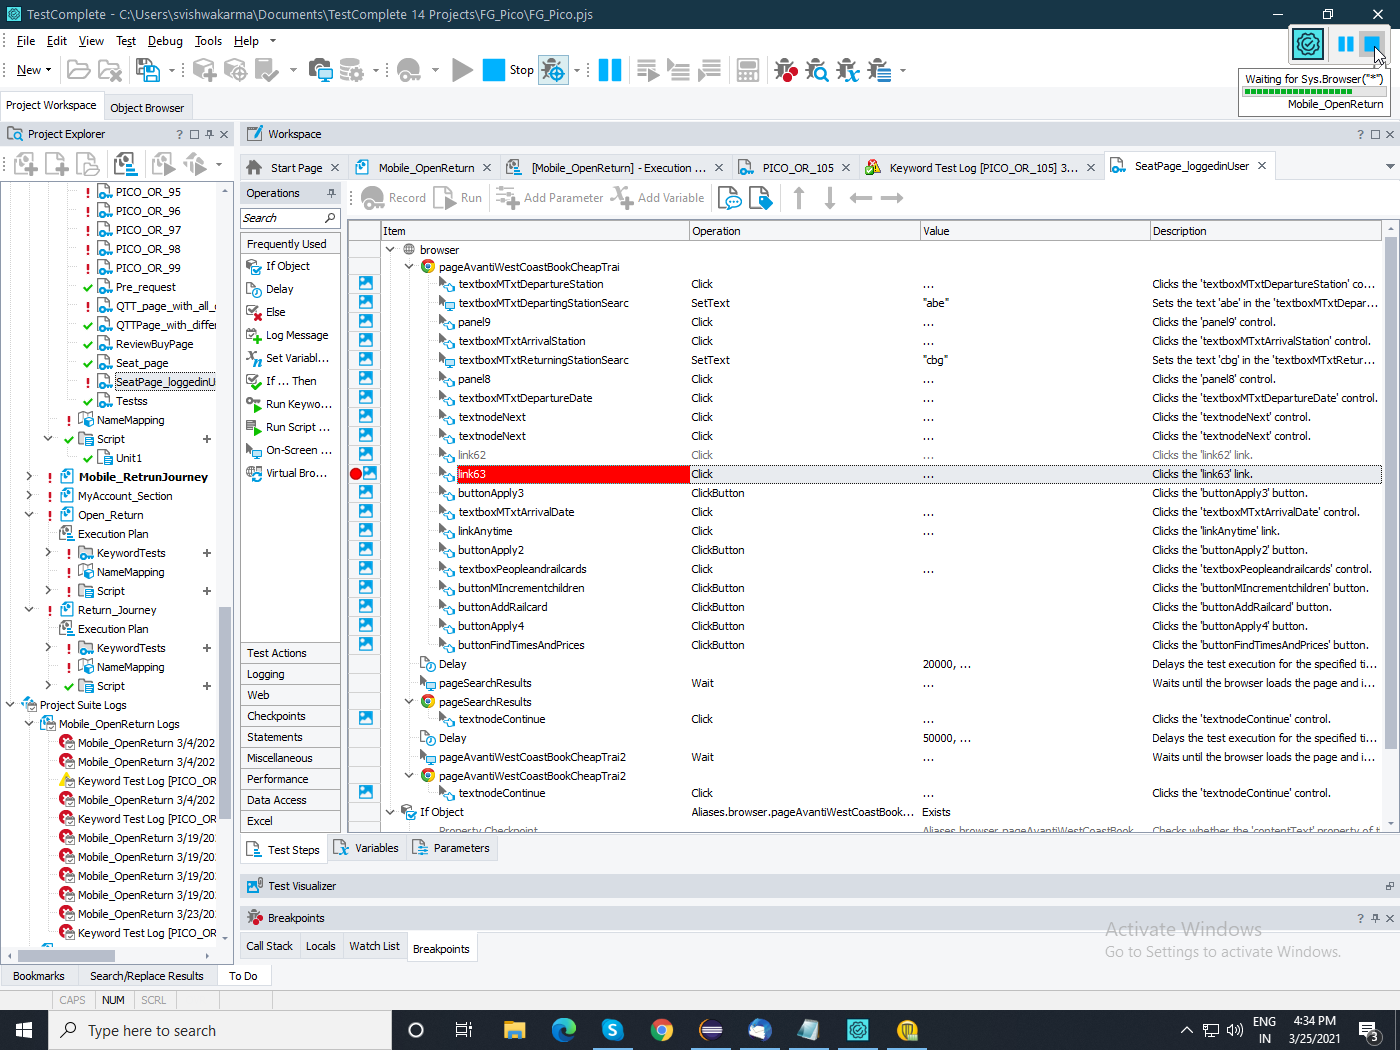 TestComplete - C:\Users\svishwakarma\Documents\TestComplete 14 Projects\FG_Pico\FG_Pico.pjs
File Edit View Test Debug Tools Help
New
Stop
Waiting for Sys.Browser("*")
Mobile_OpenReturn
Project Workspace
Object Browser
Project Explorer
PICO_OR_95
PICO_OR_96
PICO_OR_97
PICO_OR_98
PICO_OR_99
Pre_request
QTT_page_with_all_
QTTPage_with_differ
ReviewBuyPage
Seat_page
SeatPage_loggedinU
Testss
NameMapping
Script
Unit1
Mobile_RetrunJourney
MyAccount_Section
Open_Return
Execution Plan
KeywordTests
NameMapping
Script
Return_Journey
Execution Plan
KeywordTests
NameMapping
Script
Project Suite Logs
Mobile_OpenReturn Logs
Mobile_OpenReturn 3/4/202
Mobile_OpenReturn 3/4/202
Keyword Test Log [PICO_OR
Mobile_OpenReturn 3/4/202
Keyword Test Log [PICO_OR
Mobile_OpenReturn 3/19/20
Mobile_OpenReturn 3/19/20
Mobile_OpenReturn 3/19/20
Mobile_OpenReturn 3/19/20
Mobile_OpenReturn 3/23/20
Keyword Test Log [PICO_OR
Bookmarks Search/Replace Results To Do
Workspace
Start Page Mobile_OpenReturn [Mobile_OpenReturn] - Execution ... PICO_OR_105 Keyword Test Log [PICO_OR_105] 3... SeatPage_loggedinUser
Operations
Search
Frequently Used
If Object
Delay
Else
Log Message
Set Variabl...
If ... Then
Run Keywo...
Run Script ...
On-Screen ...
Virtual Bro...
Test Actions
Logging
Web
Checkpoints
Statements
Miscellaneous
Performance
Data Access
Excel
Record Run Add Parameter Add Variable
Item Operation Value Description
browser
pageAvantiWestCoastBookCheapTrai
textboxMTxtDepartureStation Click ... Clicks the 'textboxMTxtDepartureStation' co...
textboxMTxtDepartingStationSearc SetText "abe" Sets the text 'abe' in the 'textboxMTxtDepar...
panel9 Click ... Clicks the 'panel9' control.
textboxMTxtArrivalStation Click ... Clicks the 'textboxMTxtArrivalStation' control.
textboxMTxtReturningStationSearc SetText "cbg" Sets the text 'cbg' in the 'textboxMTxtRetur...
panel8 Click ... Clicks the 'panel8' control.
textboxMTxtDepartureDate Click ... Clicks the 'textboxMTxtDepartureDate' control.
textnodeNext Click ... Clicks the 'textnodeNext' control.
textnodeNext Click ... Clicks the 'textnodeNext' control.
link62 Click ... Clicks the 'link62' link.
link63 Click ... Clicks the 'link63' link.
buttonApply3 ClickButton Clicks the 'buttonApply3' button.
textboxMTxtArrivalDate Click ... Clicks the 'textboxMTxtArrivalDate' control.
linkAnytime Click ... Clicks the 'linkAnytime' link.
buttonApply2 ClickButton Clicks the 'buttonApply2' button.
textboxPeopleandrailcards Click ... Clicks the 'textboxPeopleandrailcards' control.
buttonMIncrementchildren ClickButton Clicks the 'buttonMIncrementchildren' button.
buttonAddRailcard ClickButton Clicks the 'buttonAddRailcard' button.
buttonApply4 ClickButton Clicks the 'buttonApply4' button.
buttonFindTimesAndPrices ClickButton Clicks the 'buttonFindTimesAndPrices' button.
Delay 20000, ... Delays the test execution for the specified ti...
pageSearchResults Wait ... Waits until the browser loads the page and i...
pageSearchResults
textnodeContinue Click ... Clicks the 'textnodeContinue' control.
Delay 50000, ... Delays the test execution for the specified ti...
pageAvantiWestCoastBookCheapTrai2 Wait ... Waits until the browser loads the page and i...
pageAvantiWestCoastBookCheapTrai2
textnodeContinue Click ... Clicks the 'textnodeContinue' control.
If Object Aliases.browser.pageAvantiWestCoastBook... Exists
Property Checkpoint Aliases.browser.pageAvantiWestCoastBook Checks whether the 'contentText' property of t
Test Steps Variables Parameters
Test Visualizer
Breakpoints
Call Stack Locals Watch List Breakpoints
Activate Windows
Go to Settings to activate Windows.
CAPS NUM SCRL
Type here to search
ENG
IN
4:34 PM
3/25/2021
3